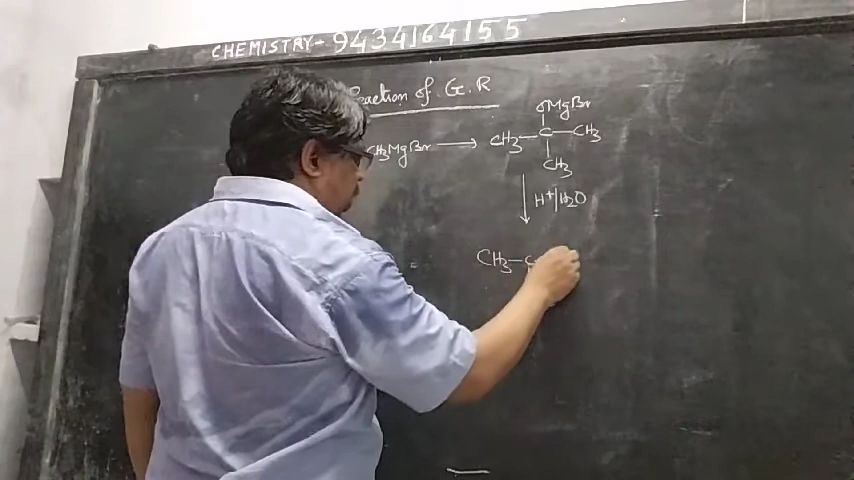 CHEMISTRY - 9434164155
Reaction of G.R
OMgBr
CH3MgBr ⟶ CH3—C—CH3
CH3
H+/H2O
CH3—C